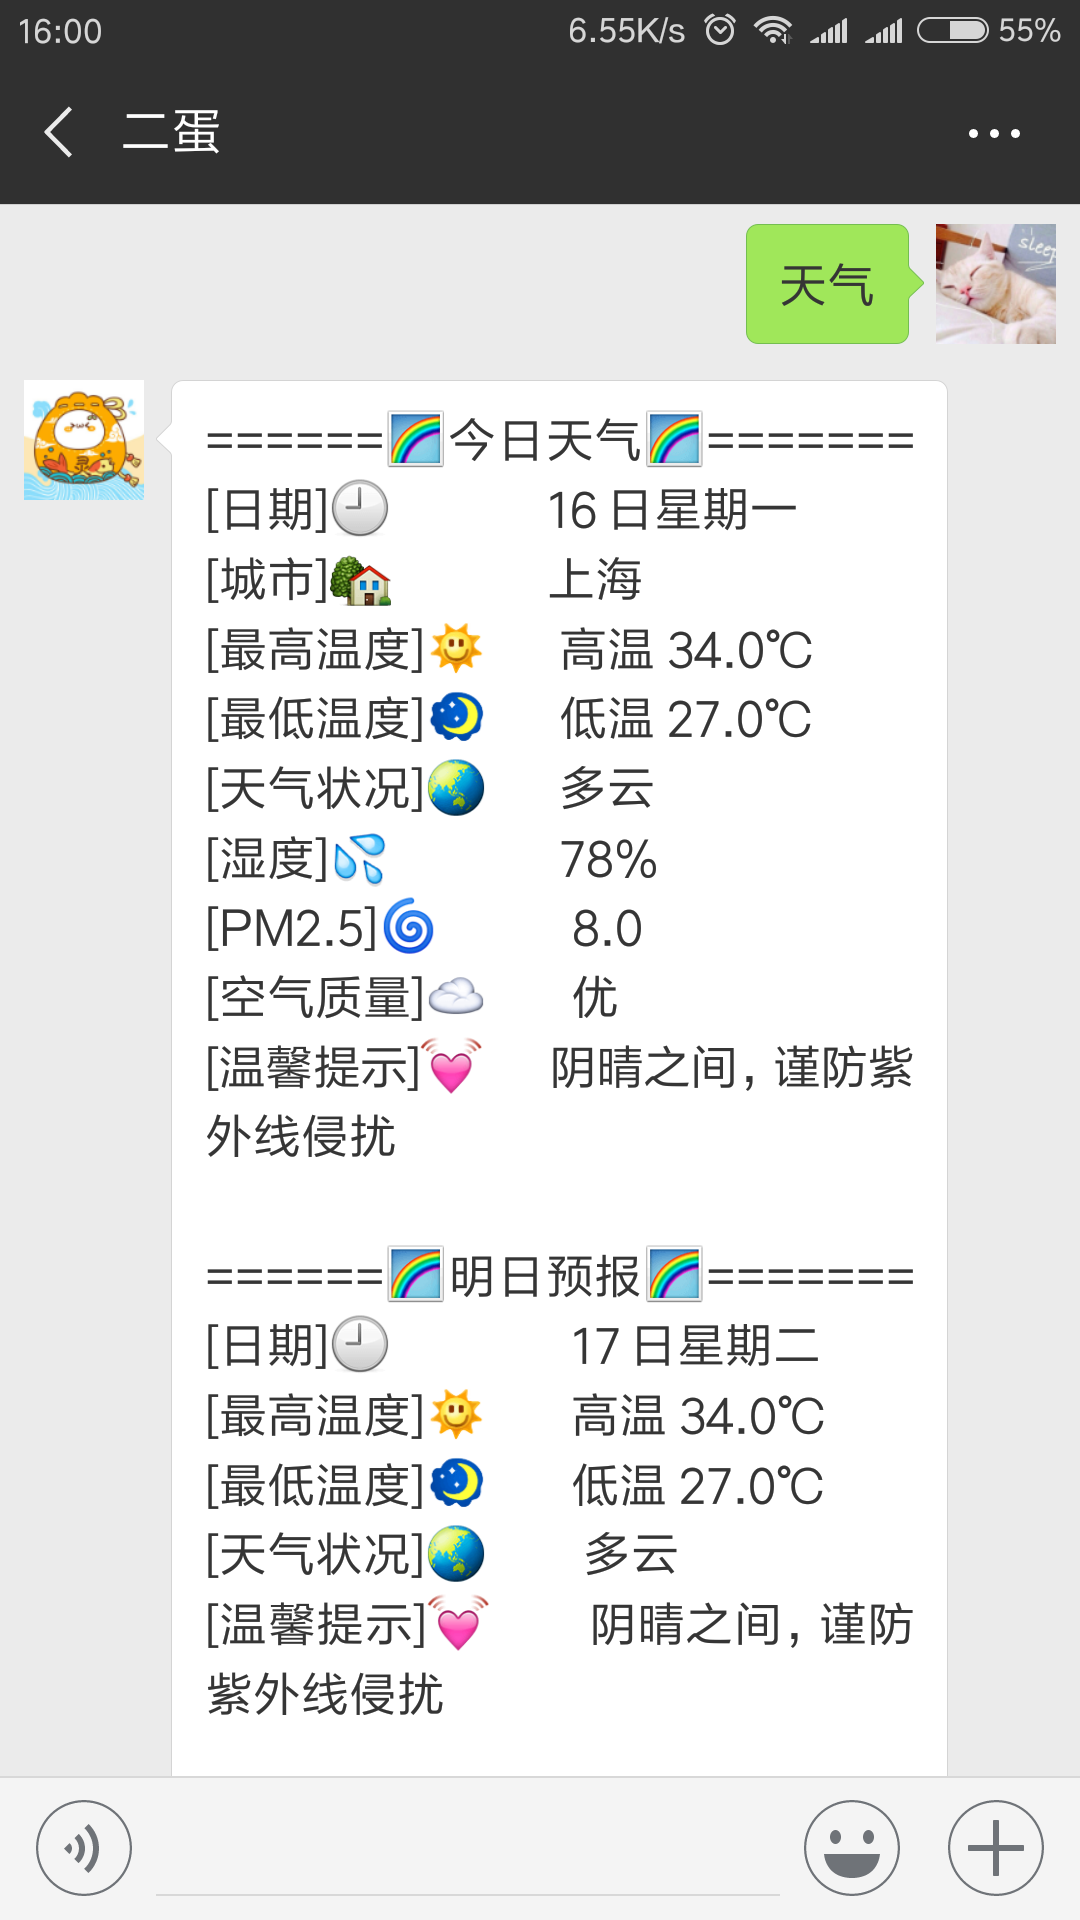 16:00 6.55K/s 55%
二蛋
天气
sleep
======今日天气=======
[日期] 16日星期一
[城市] 上海
[最高温度] 高温 34.0℃
[最低温度] 低温 27.0℃
[天气状况] 多云
[湿度] 78%
[PM2.5] 8.0
[空气质量] 优
[温馨提示] 阴晴之间，谨防紫
外线侵扰
======明日预报=======
[日期] 17日星期二
[最高温度] 高温 34.0℃
[最低温度] 低温 27.0℃
[天气状况] 多云
[温馨提示] 阴晴之间，谨防
紫外线侵扰